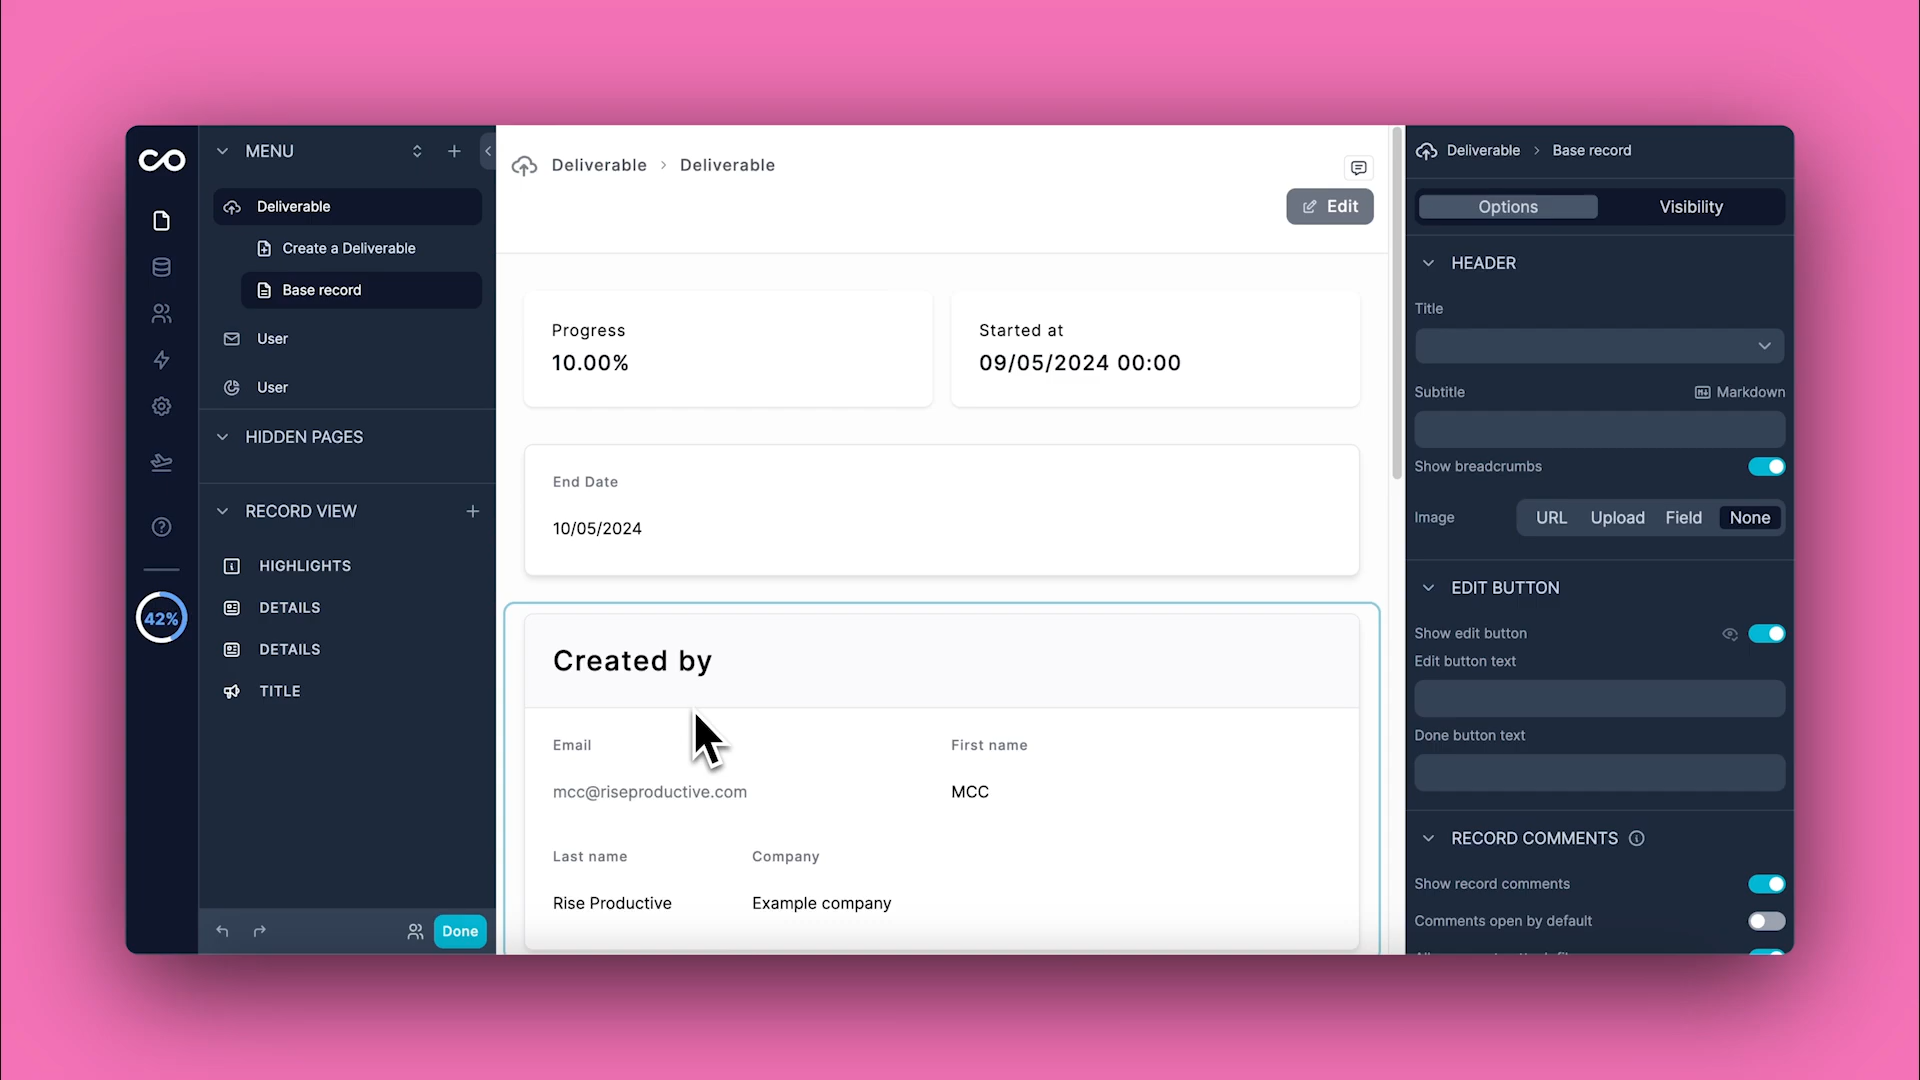 MENU
Deliverable
Create a Deliverable
Base record
User
User
HIDDEN PAGES
RECORD VIEW
HIGHLIGHTS
DETAILS
DETAILS
TITLE
42%
Done
Deliverable > Deliverable
Edit
Progress
10.00%
Started at
09/05/2024 00:00
End Date
10/05/2024
Created by
Email
mcc@riseproductive.com
First name
MCC
Last name
Rise Productive
Company
Example company
Deliverable > Base record
Options
Visibility
HEADER
Title
Subtitle
Markdown
Show breadcrumbs
Image
URL
Upload
Field
None
EDIT BUTTON
Show edit button
Edit button text
Done button text
RECORD COMMENTS
Show record comments
Comments open by default